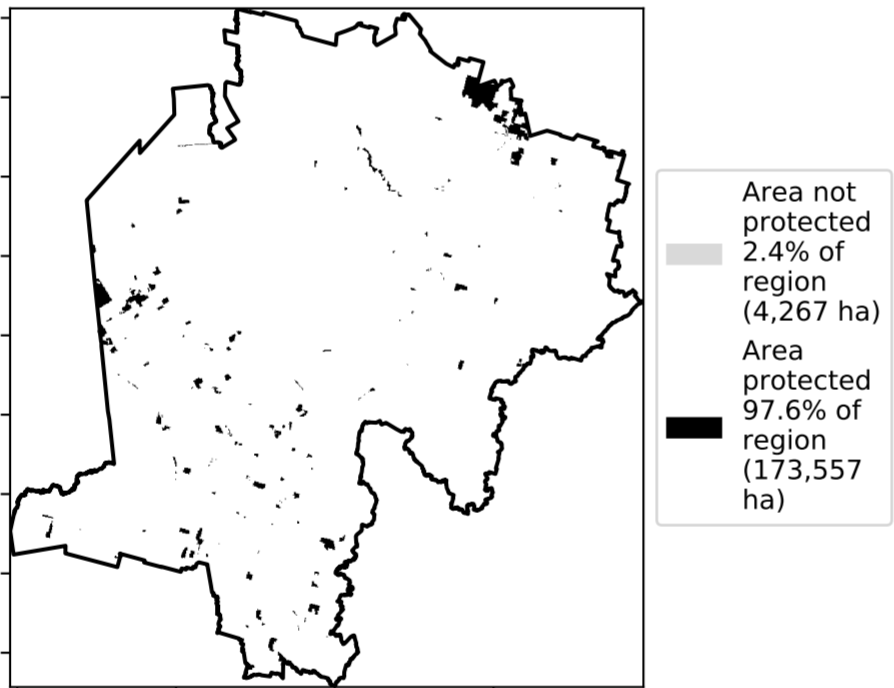 Area not
protected
2.4% of
region
(4,267 ha)
Area
protected
97.6% of
region
(173,557
ha)